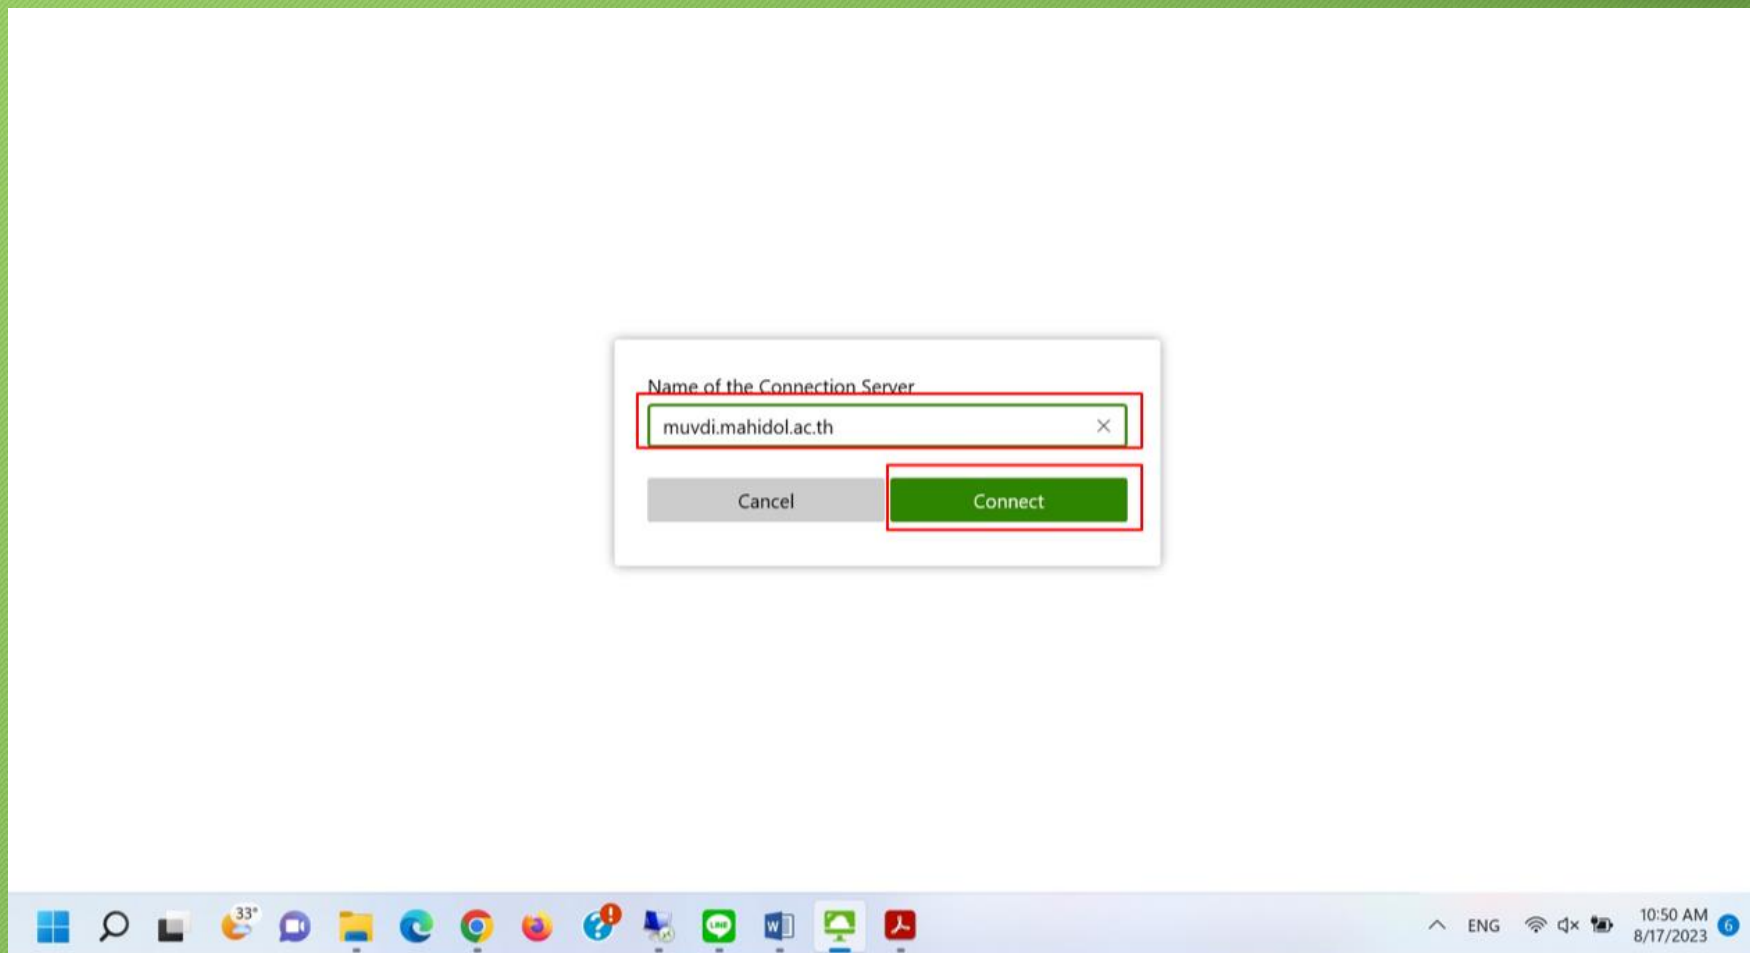 Name of the Connection Server
muvdi.mahidol.ac.th
Cancel
Connect
33°
LINE
W
ENG
10:50 AM
8/17/2023
6